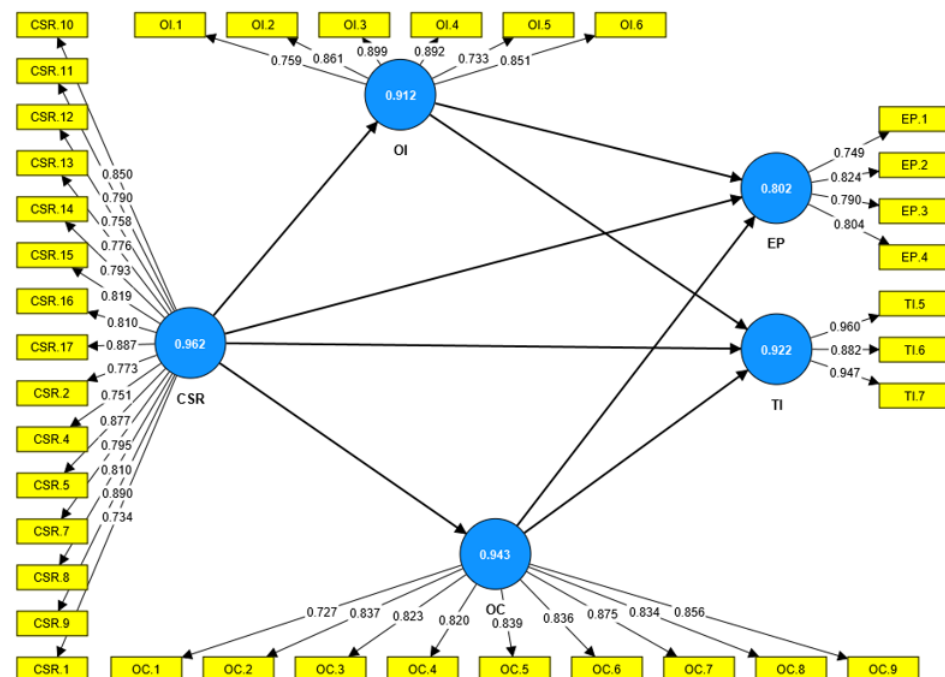 CSR.10
OI.1
OI.2
OI.3
OI.4
OI.5
OI.6
CSR.11
CSR.12
CSR.13
CSR.14
CSR.15
CSR.16
CSR.17
CSR.2
CSR.4
CSR.5
CSR.7
CSR.8
CSR.9
CSR.1
0.759
0.861
0.899
0.892
0.733
0.851
0.912
OI
0.850
0.790
0.758
0.776
0.793
0.819
0.810
0.887
0.773
0.751
0.877
0.795
0.810
0.890
0.734
0.962
CSR
EP.1
EP.2
EP.3
EP.4
0.749
0.824
0.790
0.804
0.802
EP
TI.5
TI.6
TI.7
0.960
0.882
0.947
0.922
TI
0.943
OC
0.727
0.837
0.823
0.820
0.839
0.836
0.875
0.834
0.856
OC.1
OC.2
OC.3
OC.4
OC.5
OC.6
OC.7
OC.8
OC.9